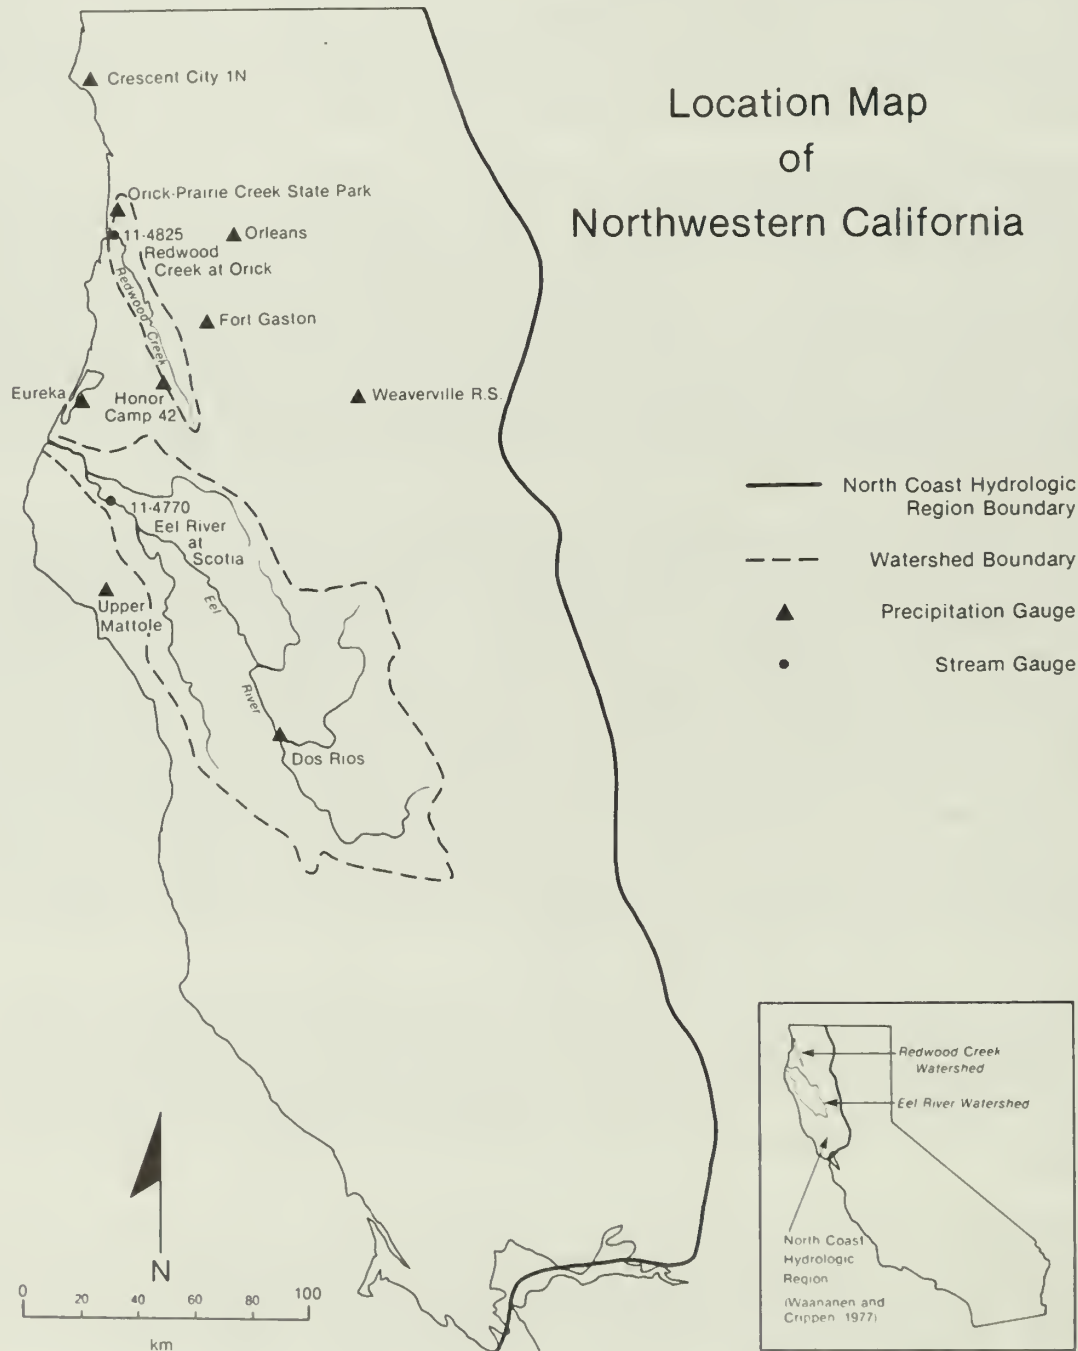 Location Map
of
Northwestern California
Crescent City 1N
Orick-Prairie Creek State Park
11-4825
Redwood
Creek at Orick
Orleans
Redwood Creek
Fort Gaston
Eureka
Honor
Camp 42
Weaverville R.S.
11-4770
Eel River
at
Scotia
Eel
River
Upper
Mattole
Dos Rios
North Coast Hydrologic
Region Boundary
Watershed Boundary
Precipitation Gauge
Stream Gauge
N
0 20 40 60 80 100
km
Redwood Creek
Watershed
Eel River Watershed
North Coast
Hydrologic
Region
(Waananen and
Crippen 1977)